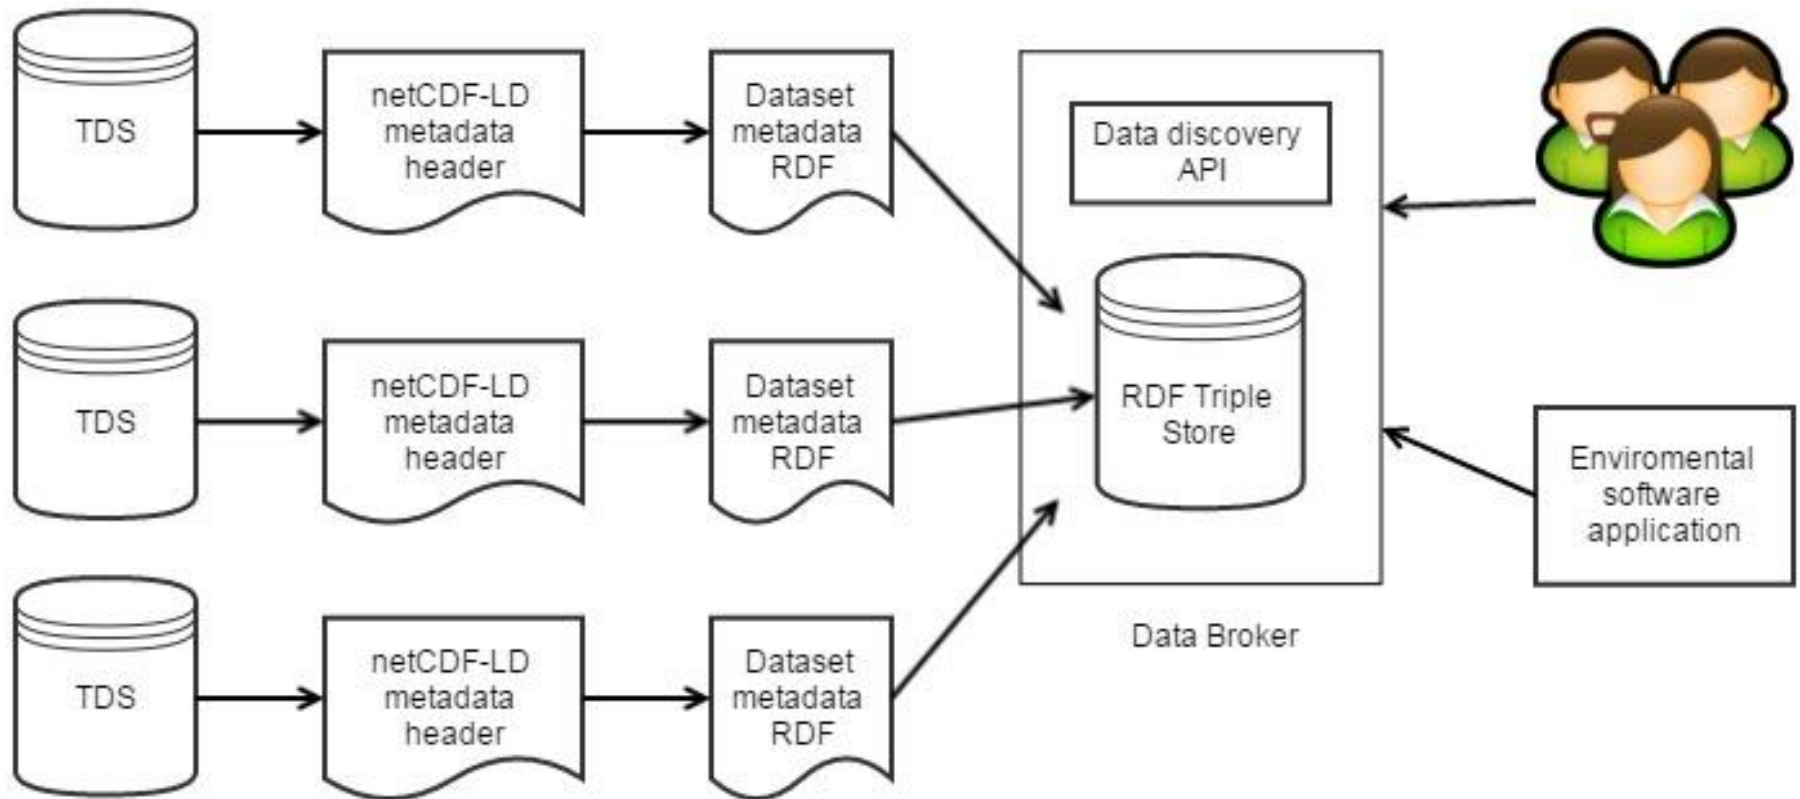 TDS
netCDF-LD
metadata
header
Dataset
metadata
RDF
Data discovery
API
TDS
netCDF-LD
metadata
header
Dataset
metadata
RDF
RDF Triple
Store
Enviromental
software
application
Data Broker
TDS
netCDF-LD
metadata
header
Dataset
metadata
RDF